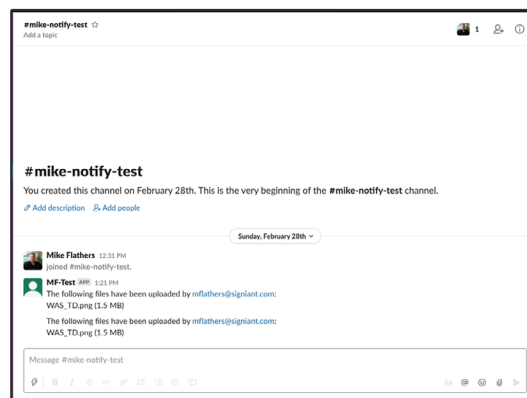 #mike-notify-test
Add a topic
1
#mike-notify-test
You created this channel on February 28th. This is the very beginning of the #mike-notify-test channel.
Add description Add people
Sunday, February 28th
Mike Flathers 12:31 PM
joined #mike-notify-test.
MF-Test APP 1:21 PM
The following files have been uploaded by mflathers@signiant.com:
WAS_TD.png (1.5 MB)
The following files have been uploaded by mflathers@signiant.com:
WAS_TD.png (1.5 MB)
Message #mike-notify-test
B I S Aa @